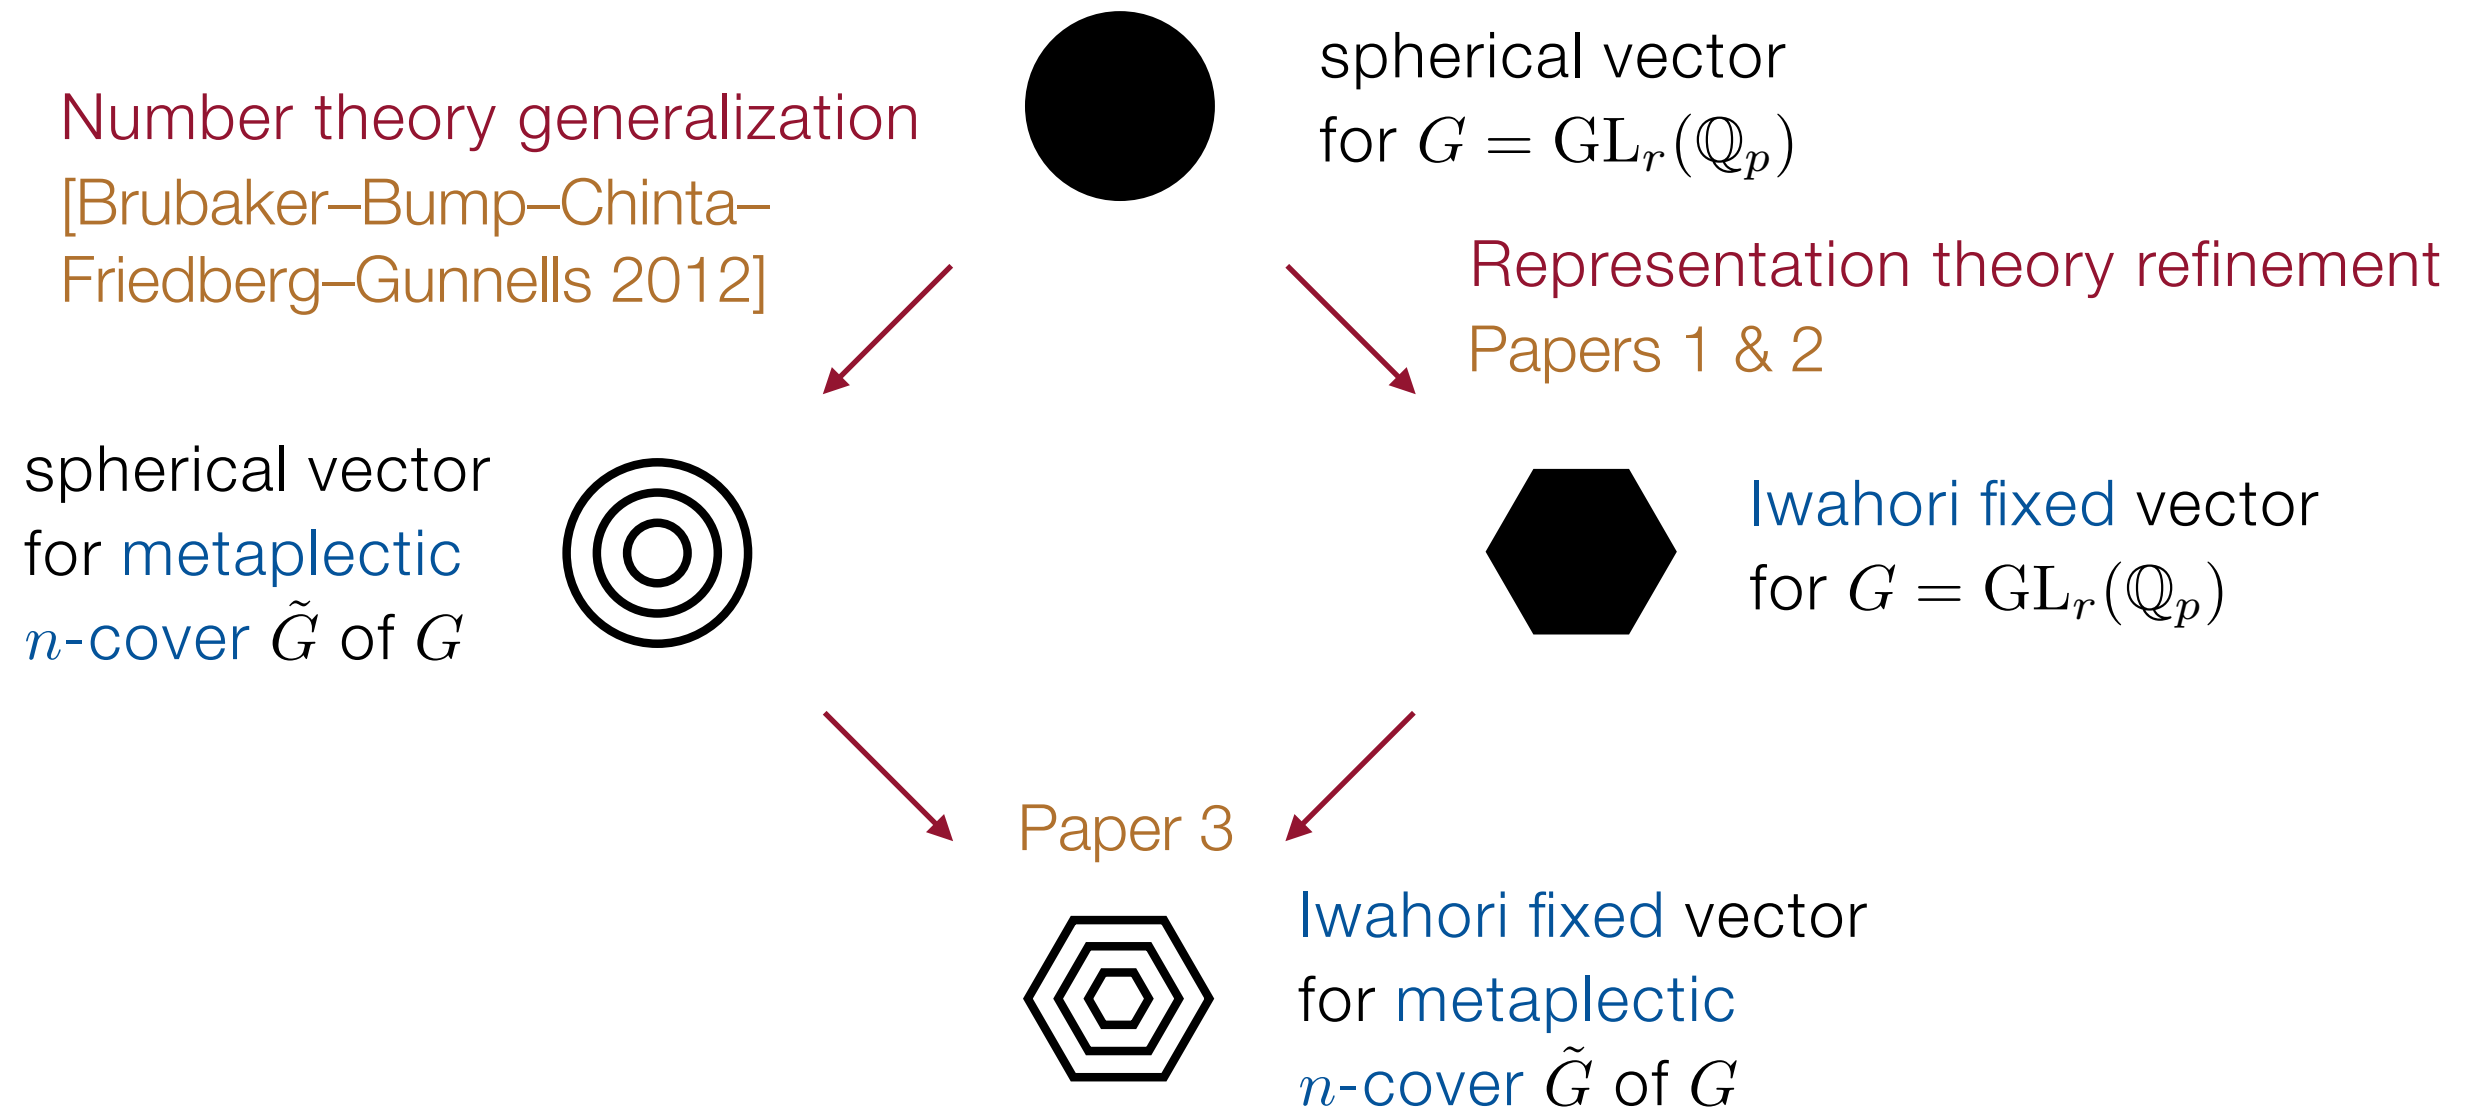 spherical vector
for G = GL_r(ℚ_p)
Number theory generalization
[Brubaker–Bump–Chinta–
Friedberg–Gunnells 2012]
Representation theory refinement
Papers 1 & 2
spherical vector
for metaplectic
n-cover G̃ of G
Iwahori fixed vector
for G = GL_r(ℚ_p)
Paper 3
Iwahori fixed vector
for metaplectic
n-cover G̃ of G